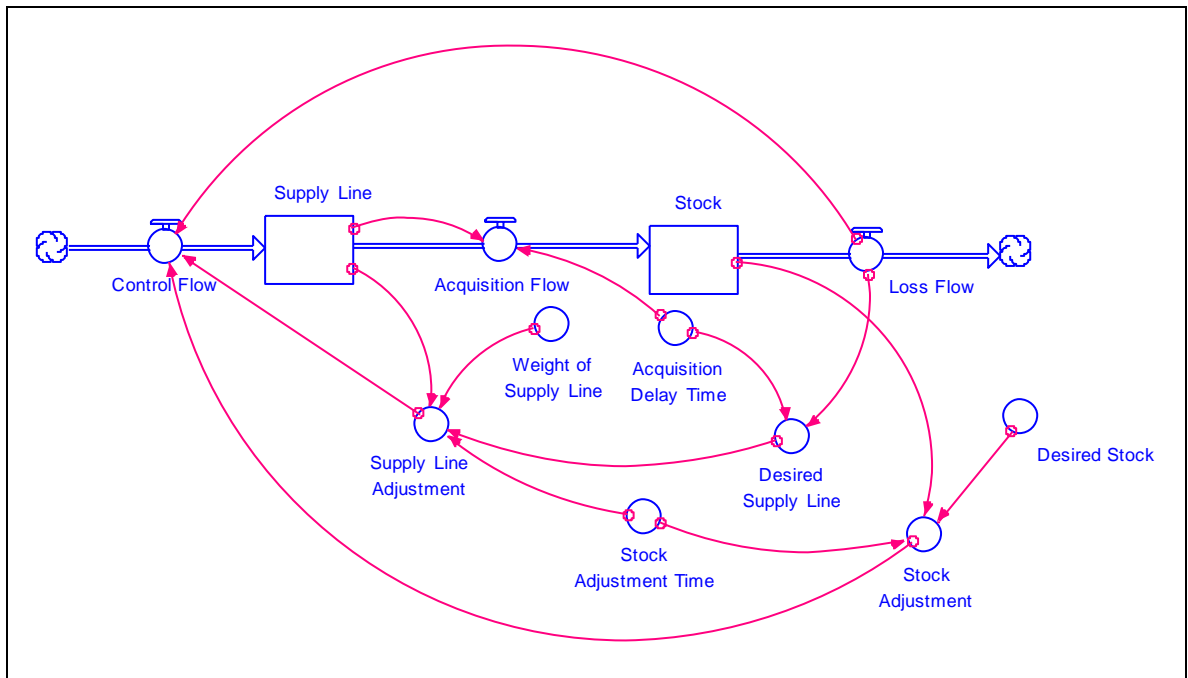 Supply Line
Stock
Control Flow
Acquisition Flow
Loss Flow
Weight of
Supply Line
Acquisition
Delay Time
Supply Line
Adjustment
Desired
Supply Line
Desired Stock
Stock
Adjustment Time
Stock
Adjustment